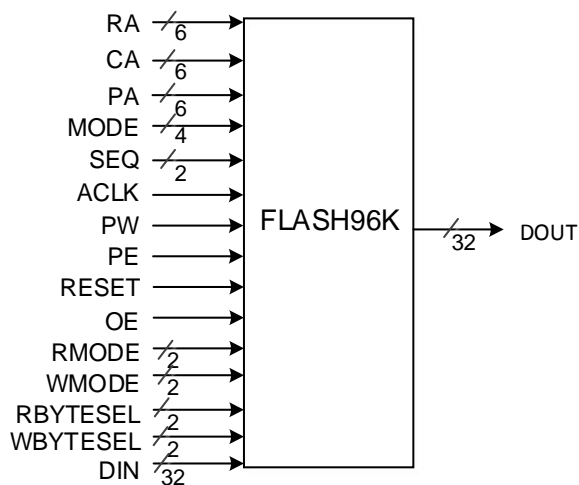 RA
6
CA
6
PA
6
MODE
4
SEQ
2
ACLK
PW
PE
RESET
OE
RMODE
2
WMODE
2
RBYTESEL
2
WBYTESEL
2
DIN
32
FLASH96K
32
DOUT